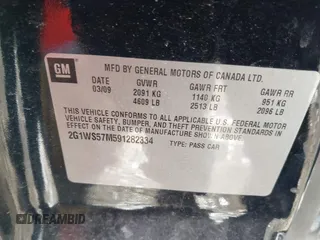 GM
MFD BY GENERAL MOTORS OF CANADA LTD.
DATE GVWR GAWR FRT GAWR RR
03/09 2091 KG 1140 KG 951 KG
4609 LB 2513 LB 2096 LB
THIS VEHICLE CONFORMS TO ALL APPLICABLE U.S. FEDERAL MOTOR
VEHICLE SAFETY, BUMPER, AND THEFT PREVENTION STANDARDS
IN EFFECT ON THE DATE OF MANUFACTURE SHOWN ABOVE.
2G1WS57M591282334 TYPE: PASS CAR
AUTOBIDMASTER